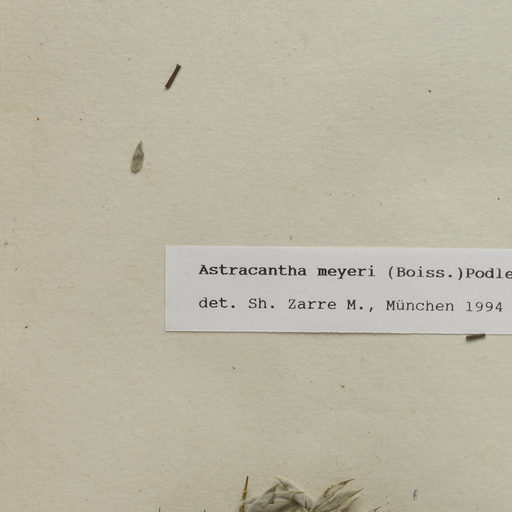 Astracantha meyeri (Boiss.)Podle
det. Sh. Zarre M., München 1994